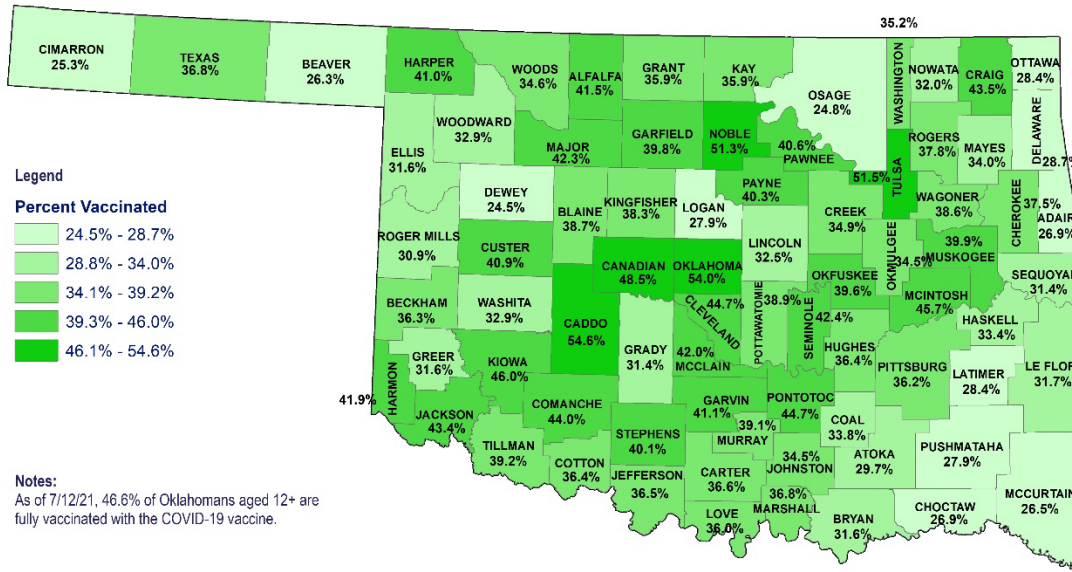 35.2%
CIMARRON
25.3%
TEXAS
36.8%
BEAVER
26.3%
HARPER
41.0%
WOODS
34.6%
ALFALFA
41.5%
GRANT
35.9%
KAY
35.9%
OSAGE
24.8%
WASHINGTON
NOWATA
32.0%
CRAIG
43.5%
OTTAWA
28.4%
ELLIS
31.6%
WOODWARD
32.9%
MAJOR
42.3%
GARFIELD
39.8%
NOBLE
51.3%
40.6%
PAWNEE
51.5%
TULSA
ROGERS
37.8%
MAYES
34.0%
DELAWARE
28.7%
DEWEY
24.5%
BLAINE
38.7%
KINGFISHER
38.3%
LOGAN
27.9%
PAYNE
40.3%
CREEK
34.9%
WAGONER
38.6%
CHEROKEE
37.5%
ADAIR
26.9%
ROGER MILLS
30.9%
CUSTER
40.9%
CANADIAN
48.5%
OKLAHOMA
54.0%
LINCOLN
32.5%
OKMULGEE
34.5%
39.9%
MUSKOGEE
SEQUOYAH
31.4%
BECKHAM
36.3%
WASHITA
32.9%
CADDO
54.6%
GRADY
31.4%
CLEVELAND
44.7%
POTTAWATOMIE
38.9%
SEMINOLE
42.4%
OKFUSKEE
39.6%
MCINTOSH
45.7%
HASKELL
33.4%
GREER
31.6%
KIOWA
46.0%
42.0%
MCCLAIN
HUGHES
36.4%
PITTSBURG
36.2%
LATIMER
28.4%
LE FLOR
31.7%
41.9%
HARMON
JACKSON
43.4%
COMANCHE
44.0%
GARVIN
41.1%
PONTOTOC
44.7%
COAL
33.8%
TILLMAN
39.2%
COTTON
36.4%
STEPHENS
40.1%
39.1%
MURRAY
34.5%
JOHNSTON
ATOKA
29.7%
PUSHMATAHA
27.9%
JEFFERSON
36.5%
CARTER
36.6%
LOVE
36.0%
36.8%
MARSHALL
BRYAN
31.6%
CHOCTAW
26.9%
MCCURTAIN
26.5%
Legend
Percent Vaccinated
24.5% - 28.7%
28.8% - 34.0%
34.1% - 39.2%
39.3% - 46.0%
46.1% - 54.6%
Notes:
As of 7/12/21, 46.6% of Oklahomans aged 12+ are
fully vaccinated with the COVID-19 vaccine.